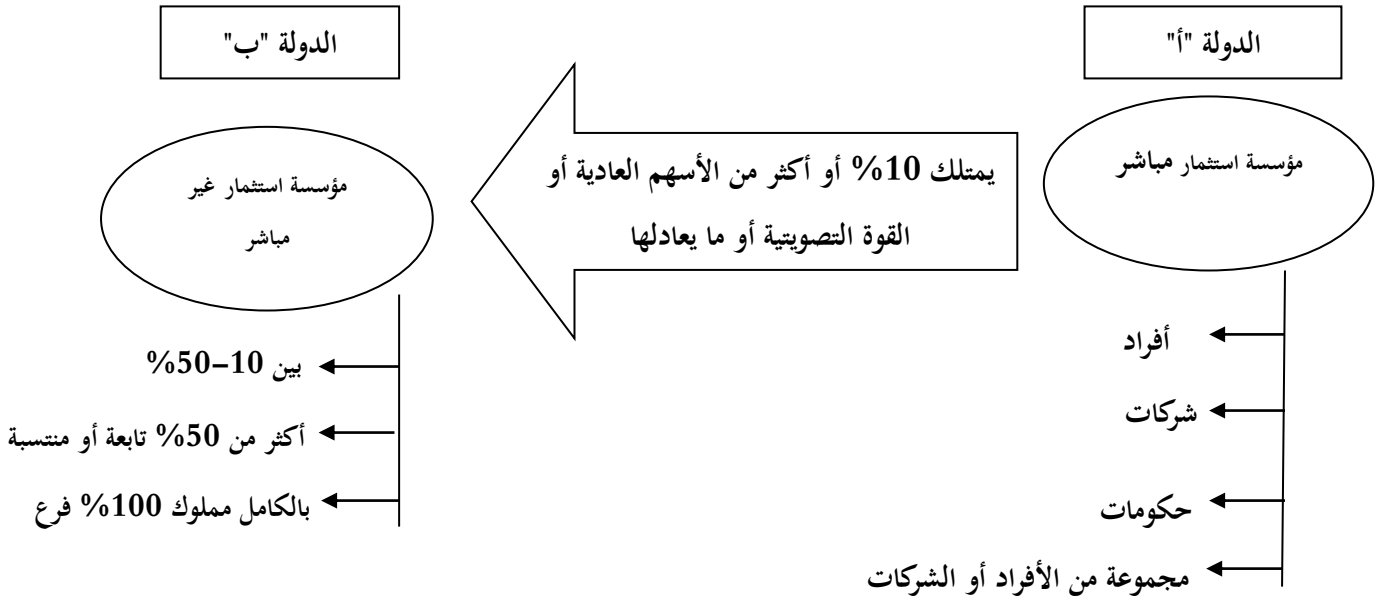 الدولة "أ"
مؤسسة استثمار مباشر
أفراد
شركات
حكومات
مجموعة من الأفراد أو الشركات
يمتلك 10% أو أكثر من الأسهم العادية أو
القوة التصويتية أو ما يعادلها
الدولة "ب"
مؤسسة استثمار غير
مباشر
بين 10–50%
أكثر من 50% تابعة أو منتسبة
بالكامل مملوك 100% فرع